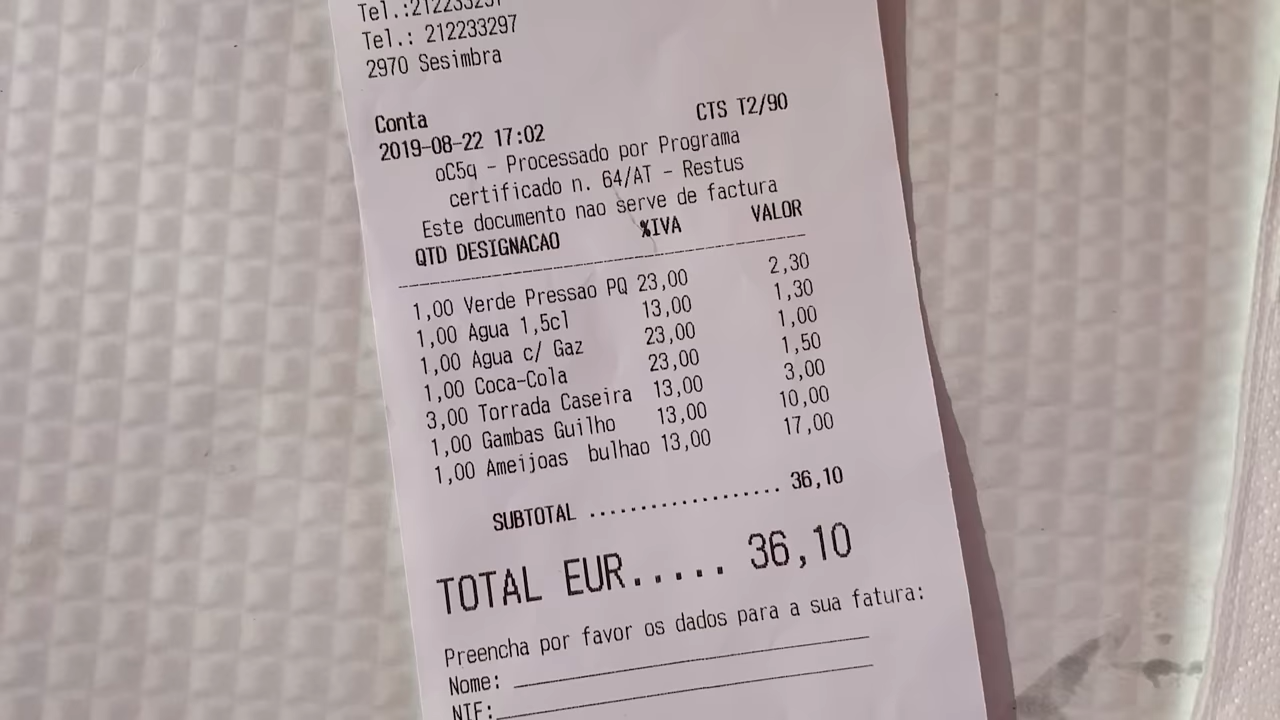 Tel.:
Tel.: 212233297
2970 Sesimbra
Conta CTS T2/90
2019-08-22 17:02
oC5q - Processado por Programa
certificado n. 64/AT - Restus
Este documento nao serve de factura
QTD DESIGNACAO %IVA VALOR
1,00 Verde Pressao PQ 23,00 2,30
1,00 Agua 1,5cl 13,00 1,30
1,00 Agua c/ Gaz 23,00 1,00
1,00 Coca-Cola 23,00 1,50
3,00 Torrada Caseira 13,00 3,00
1,00 Gambas Guilho 13,00 10,00
1,00 Ameijoas bulhao 13,00 17,00
SUBTOTAL ................... 36,10
TOTAL EUR..... 36,10
Preencha por favor os dados para a sua fatura:
Nome:
NIF: